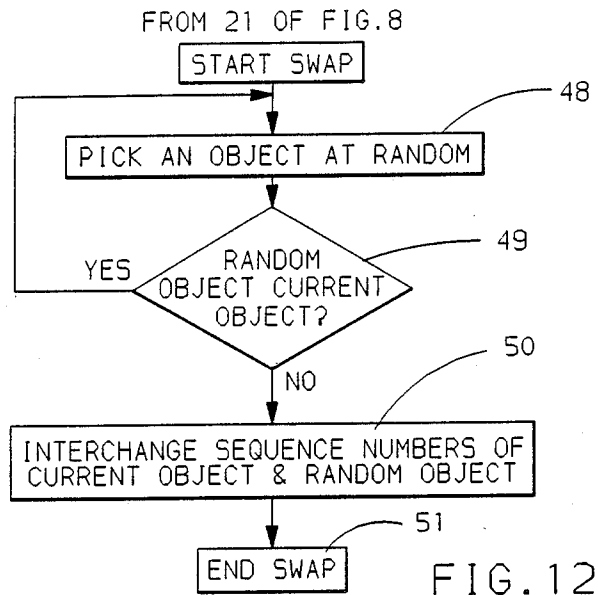 FROM 21 OF FIG.8
START SWAP
48
PICK AN OBJECT AT RANDOM
49
RANDOM
OBJECT CURRENT
OBJECT?
YES
NO
50
INTERCHANGE SEQUENCE NUMBERS OF
CURRENT OBJECT & RANDOM OBJECT
51
END SWAP
FIG.12